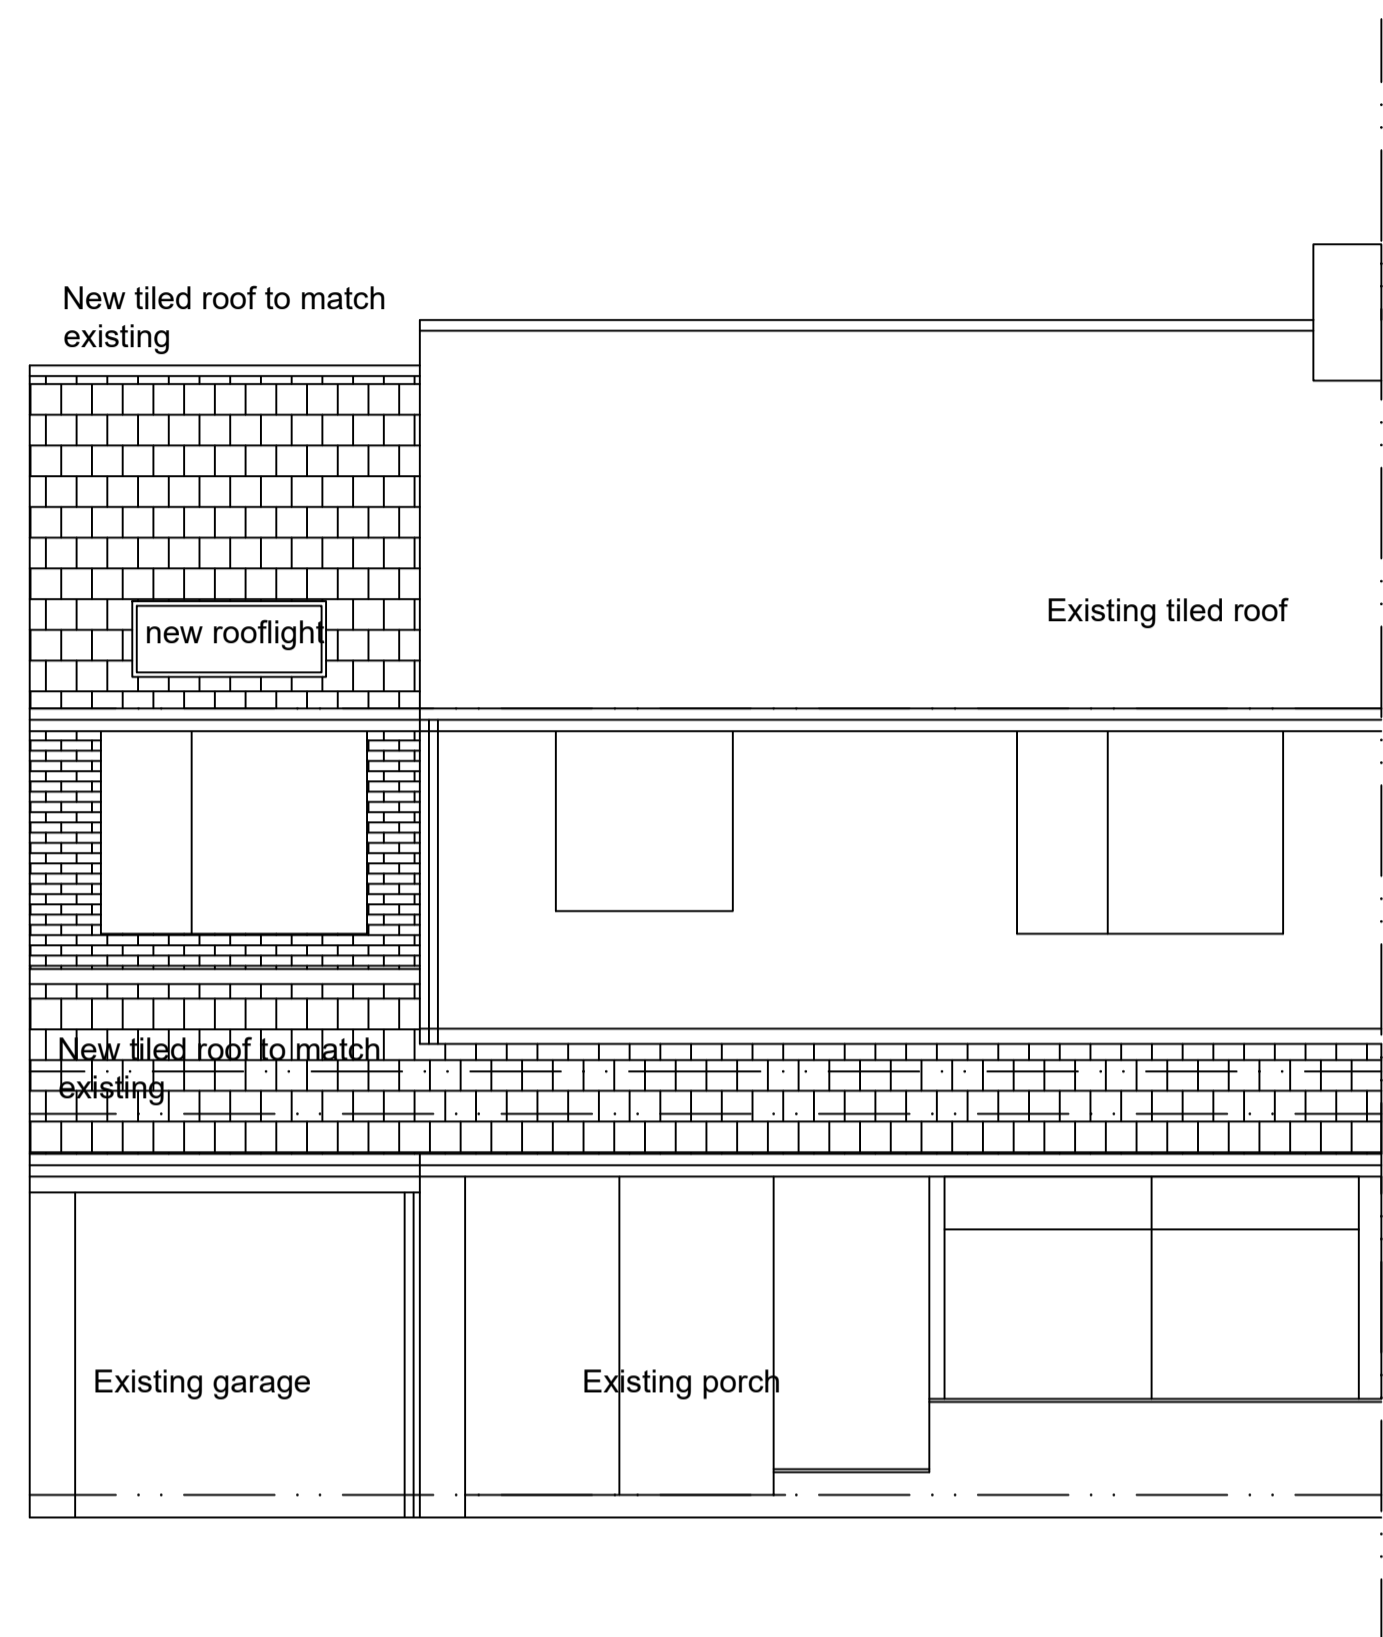 New tiled roof to match
existing
new rooflight
Existing tiled roof
New tiled roof to match
existing
Existing garage
Existing porch